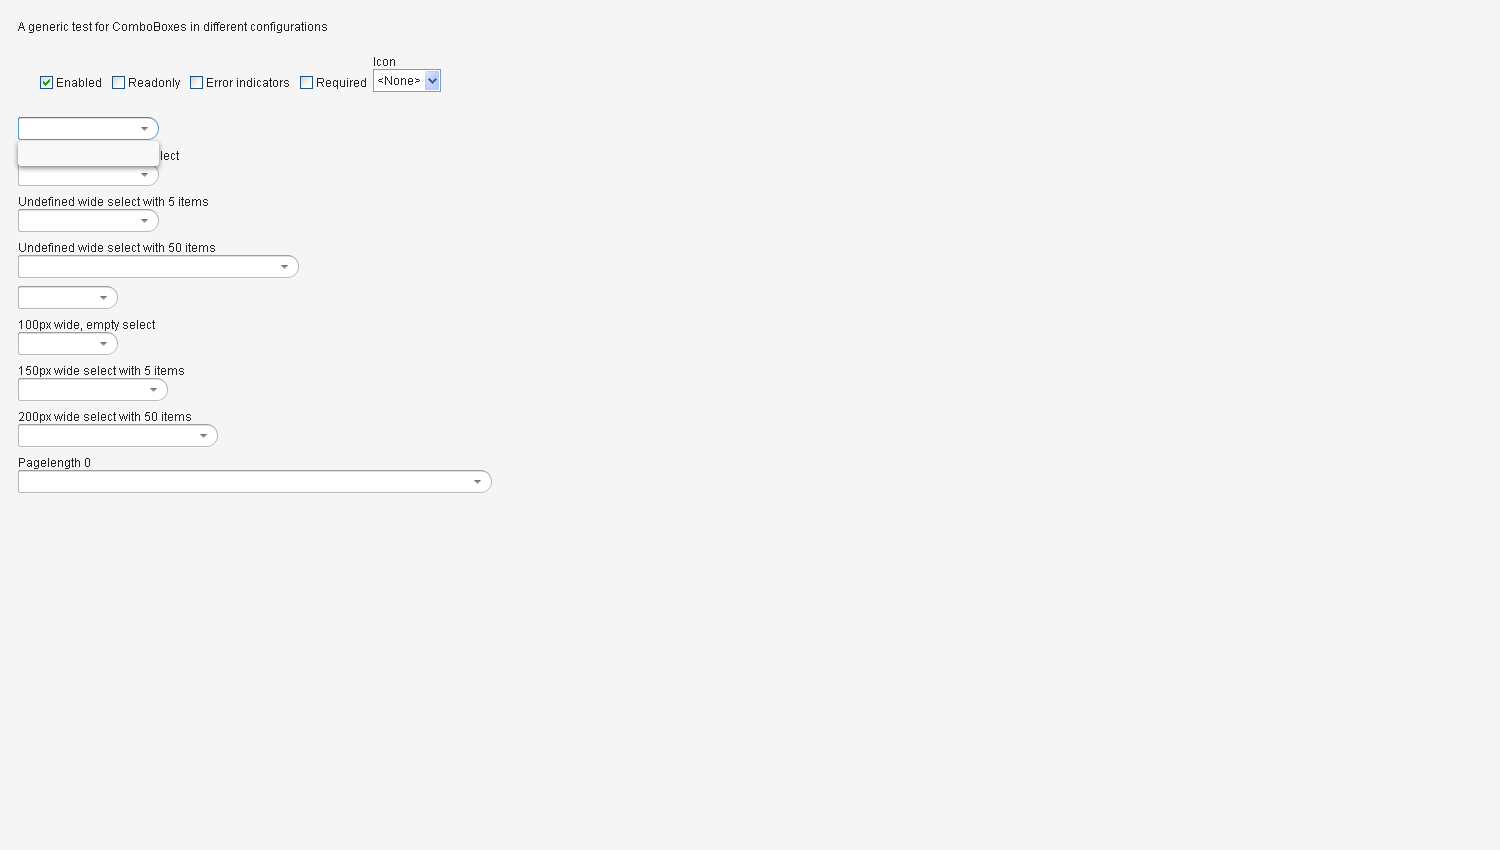 A generic test for ComboBoxes in different configurations
Icon
Enabled Readonly Error indicators Required <None>
Undefined wide select with 5 items
Undefined wide select with 50 items
100px wide, empty select
150px wide select with 5 items
200px wide select with 50 items
Pagelength 0